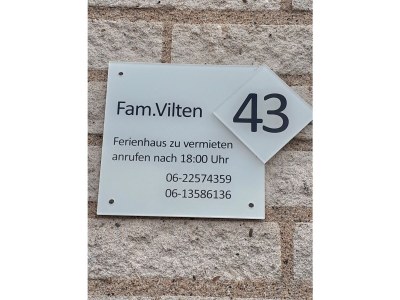 Fam.Vilten
43
Ferienhaus zu vermieten
anrufen nach 18:00 Uhr
06-22574359
06-13586136